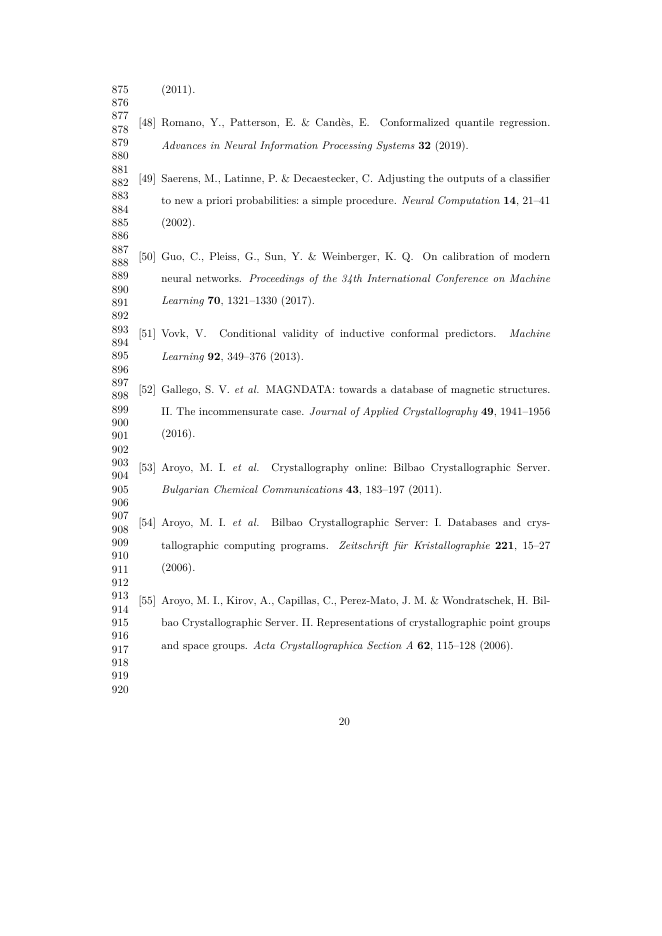 875 (2011).
876
877
878 [48] Romano, Y., Patterson, E. & Candès, E. Conformalized quantile regression.
879 Advances in Neural Information Processing Systems 32 (2019).
880
881
882 [49] Saerens, M., Latinne, P. & Decaestecker, C. Adjusting the outputs of a classifier
883 to new a priori probabilities: a simple procedure. Neural Computation 14, 21–41
884
885 (2002).
886
887
888 [50] Guo, C., Pleiss, G., Sun, Y. & Weinberger, K. Q. On calibration of modern
889 neural networks. Proceedings of the 34th International Conference on Machine
890
891 Learning 70, 1321–1330 (2017).
892
893 [51] Vovk, V. Conditional validity of inductive conformal predictors. Machine
894
895 Learning 92, 349–376 (2013).
896
897
898 [52] Gallego, S. V. et al. MAGNDATA: towards a database of magnetic structures.
899 II. The incommensurate case. Journal of Applied Crystallography 49, 1941–1956
900
901 (2016).
902
903 [53] Aroyo, M. I. et al. Crystallography online: Bilbao Crystallographic Server.
904
905 Bulgarian Chemical Communications 43, 183–197 (2011).
906
907
908 [54] Aroyo, M. I. et al. Bilbao Crystallographic Server: I. Databases and crys-
909 tallographic computing programs. Zeitschrift für Kristallographie 221, 15–27
910
911 (2006).
912
913 [55] Aroyo, M. I., Kirov, A., Capillas, C., Perez-Mato, J. M. & Wondratschek, H. Bil-
914
915 bao Crystallographic Server. II. Representations of crystallographic point groups
916
917 and space groups. Acta Crystallographica Section A 62, 115–128 (2006).
918
919
920
20